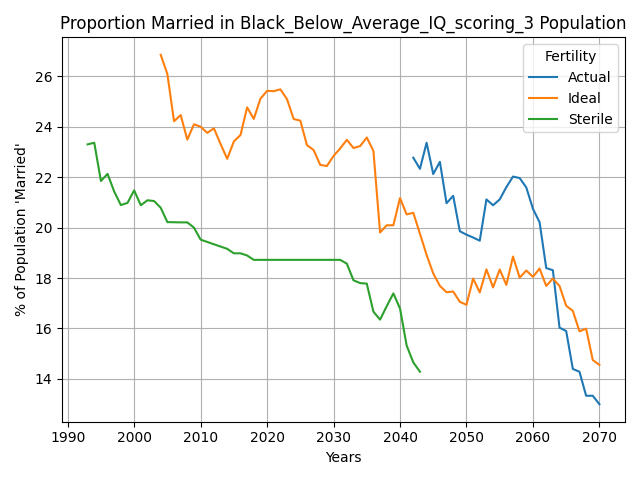 Proportion Married in Black_Below_Average_IQ_scoring_3 Population
Fertility
Actual
Ideal
Sterile
% of Population 'Married'
26
24
22
20
18
16
14
1990 2000 2010 2020 2030 2040 2050 2060 2070
Years